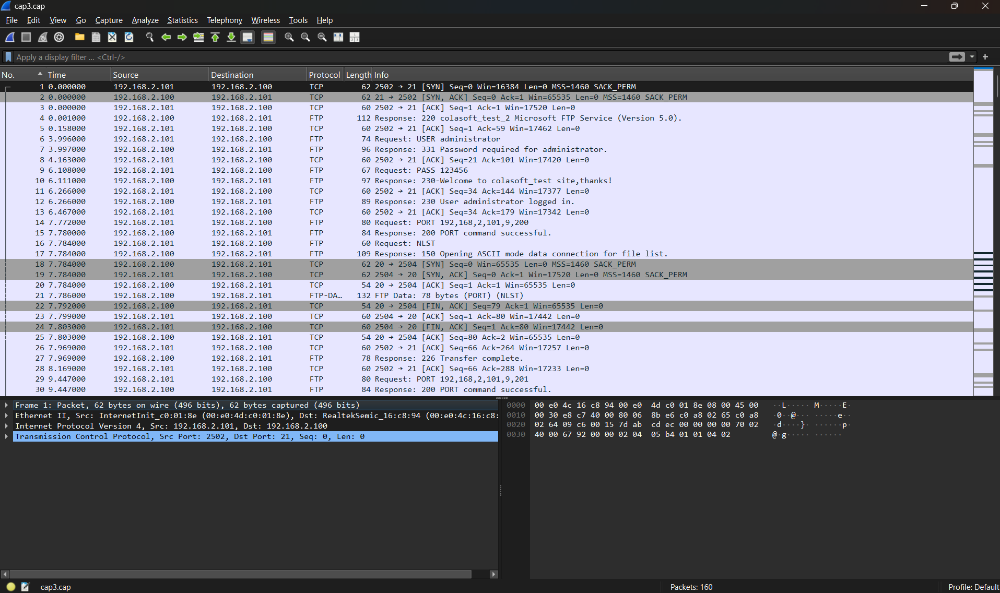 cap3.cap
File Edit View Go Capture Analyze Statistics Telephony Wireless Tools Help
Apply a display filter ... <Ctrl-/>
No. Time Source Destination Protocol Length Info
1 0.000000 192.168.2.101 192.168.2.100 TCP 62 2502 → 21 [SYN] Seq=0 Win=16384 Len=0 MSS=1460 SACK_PERM
2 0.000000 192.168.2.100 192.168.2.101 TCP 62 21 → 2502 [SYN, ACK] Seq=0 Ack=1 Win=65535 Len=0 MSS=1460 SACK_PERM
3 0.000000 192.168.2.101 192.168.2.100 TCP 60 2502 → 21 [ACK] Seq=1 Ack=1 Win=17520 Len=0
4 0.001000 192.168.2.100 192.168.2.101 FTP 112 Response: 220 colasoft_test_2 Microsoft FTP Service (Version 5.0).
5 0.158000 192.168.2.101 192.168.2.100 TCP 60 2502 → 21 [ACK] Seq=1 Ack=59 Win=17462 Len=0
6 3.996000 192.168.2.101 192.168.2.100 FTP 74 Request: USER administrator
7 3.997000 192.168.2.100 192.168.2.101 FTP 96 Response: 331 Password required for administrator.
8 4.163000 192.168.2.101 192.168.2.100 TCP 60 2502 → 21 [ACK] Seq=21 Ack=101 Win=17420 Len=0
9 6.108000 192.168.2.101 192.168.2.100 FTP 67 Request: PASS 123456
10 6.111000 192.168.2.100 192.168.2.101 FTP 97 Response: 230-Welcome to colasoft_test site,thanks!
11 6.266000 192.168.2.101 192.168.2.100 TCP 60 2502 → 21 [ACK] Seq=34 Ack=144 Win=17377 Len=0
12 6.266000 192.168.2.100 192.168.2.101 FTP 89 Response: 230 User administrator logged in.
13 6.467000 192.168.2.101 192.168.2.100 TCP 60 2502 → 21 [ACK] Seq=34 Ack=179 Win=17342 Len=0
14 7.772000 192.168.2.101 192.168.2.100 FTP 80 Request: PORT 192,168,2,101,9,200
15 7.780000 192.168.2.100 192.168.2.101 FTP 84 Response: 200 PORT command successful.
16 7.784000 192.168.2.101 192.168.2.100 FTP 60 Request: NLST
17 7.784000 192.168.2.100 192.168.2.101 FTP 109 Response: 150 Opening ASCII mode data connection for file list.
18 7.784000 192.168.2.100 192.168.2.101 TCP 62 20 → 2504 [SYN] Seq=0 Win=65535 Len=0 MSS=1460 SACK_PERM
19 7.784000 192.168.2.101 192.168.2.100 TCP 62 2504 → 20 [SYN, ACK] Seq=0 Ack=1 Win=17520 Len=0 MSS=1460 SACK_PERM
20 7.784000 192.168.2.100 192.168.2.101 TCP 54 20 → 2504 [ACK] Seq=1 Ack=1 Win=65535 Len=0
21 7.786000 192.168.2.100 192.168.2.101 FTP-DA… 132 FTP Data: 78 bytes (PORT) (NLST)
22 7.792000 192.168.2.100 192.168.2.101 TCP 54 20 → 2504 [FIN, ACK] Seq=79 Ack=1 Win=65535 Len=0
23 7.799000 192.168.2.101 192.168.2.100 TCP 60 2504 → 20 [ACK] Seq=1 Ack=80 Win=17442 Len=0
24 7.803000 192.168.2.101 192.168.2.100 TCP 60 2504 → 20 [FIN, ACK] Seq=1 Ack=80 Win=17442 Len=0
25 7.803000 192.168.2.100 192.168.2.101 TCP 54 20 → 2504 [ACK] Seq=80 Ack=2 Win=65535 Len=0
26 7.969000 192.168.2.101 192.168.2.100 TCP 60 2502 → 21 [ACK] Seq=66 Ack=264 Win=17257 Len=0
27 7.969000 192.168.2.100 192.168.2.101 FTP 78 Response: 226 Transfer complete.
28 8.169000 192.168.2.101 192.168.2.100 TCP 60 2502 → 21 [ACK] Seq=66 Ack=288 Win=17233 Len=0
29 9.447000 192.168.2.101 192.168.2.100 FTP 80 Request: PORT 192,168,2,101,9,201
30 9.447000 192.168.2.100 192.168.2.101 FTP 84 Response: 200 PORT command successful.
Frame 1: Packet, 62 bytes on wire (496 bits), 62 bytes captured (496 bits)
Ethernet II, Src: InternetInit_c0:01:8e (00:e0:4d:c0:01:8e), Dst: RealtekSemic_16:c8:94 (00:e0:4c:16:c8:
Internet Protocol Version 4, Src: 192.168.2.101, Dst: 192.168.2.100
Transmission Control Protocol, Src Port: 2502, Dst Port: 21, Seq: 0, Len: 0
0000 00 e0 4c 16 c8 94 00 e0 4d c0 01 8e 08 00 45 00 ··L····· M·····E·
0010 00 30 e8 c7 40 00 80 06 8b e6 c0 a8 02 65 c0 a8 ·0··@··· ·····e··
0020 02 64 09 c6 00 15 7d ab cd ec 00 00 00 00 70 02 ·d····}· ······p·
0030 40 00 67 92 00 00 02 04 05 b4 01 01 04 02 @·g····· ······
cap3.cap
Packets: 160
Profile: Default